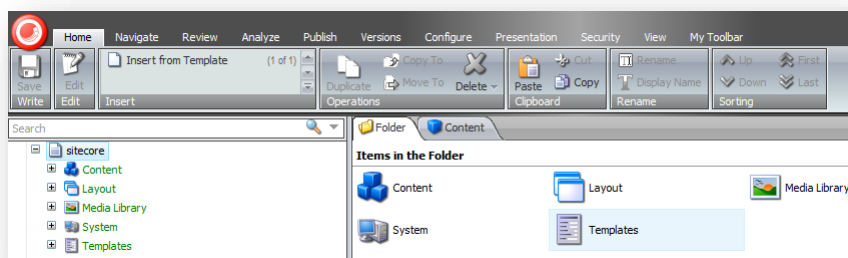 Home Navigate Review Analyze Publish Versions Configure Presentation Security View My Toolbar
Insert from Template (1 of 1) Copy To Cut Rename Up First
Save Edit Duplicate Move To Delete Paste Copy Display Name Down Last
Write Edit Insert Operations Clipboard Rename Sorting
Search Folder Content
Items in the Folder
sitecore
Content
Layout
Media Library
System
Templates
Content Layout Media Library
System Templates